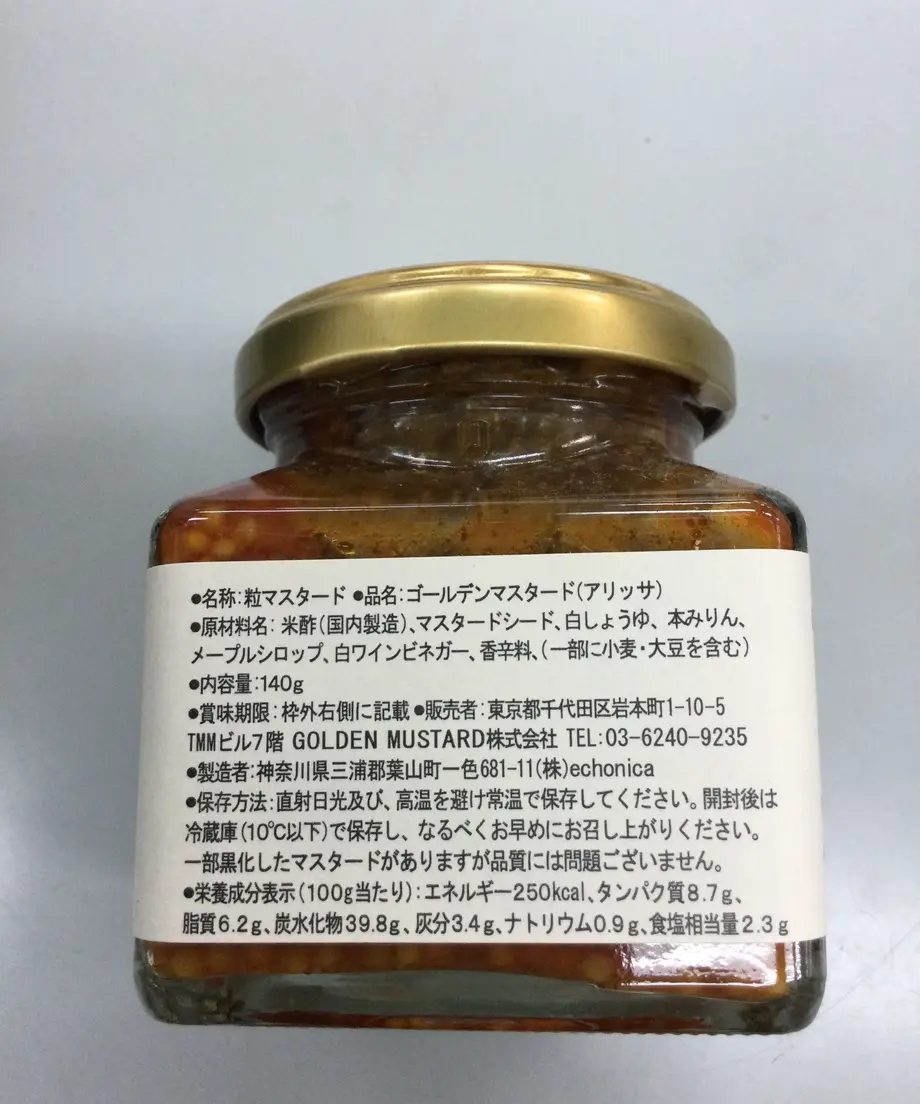 ●名称:粒マスタード ●品名:ゴールデンマスタード(アリッサ)
●原材料名: 米酢(国内製造)、マスタードシード、白しょうゆ、本みりん、
メープルシロップ、白ワインビネガー、香辛料、(一部に小麦・大豆を含む)
●内容量:140g
●賞味期限:枠外右側に記載 ●販売者:東京都千代田区岩本町1-10-5
TMMビル7階 GOLDEN MUSTARD株式会社 TEL:03-6240-9235
●製造者:神奈川県三浦郡葉山町一色681-11(株)echonica
●保存方法:直射日光及び、高温を避け常温で保存してください。開封後は
冷蔵庫(10℃以下)で保存し、なるべくお早めにお召し上がりください。
一部黒化したマスタードがありますが品質には問題ございません。
●栄養成分表示(100g当たり):エネルギー250kcal、タンパク質8.7g、
脂質6.2g、炭水化物39.8g、灰分3.4g、ナトリウム0.9g、食塩相当量2.3g